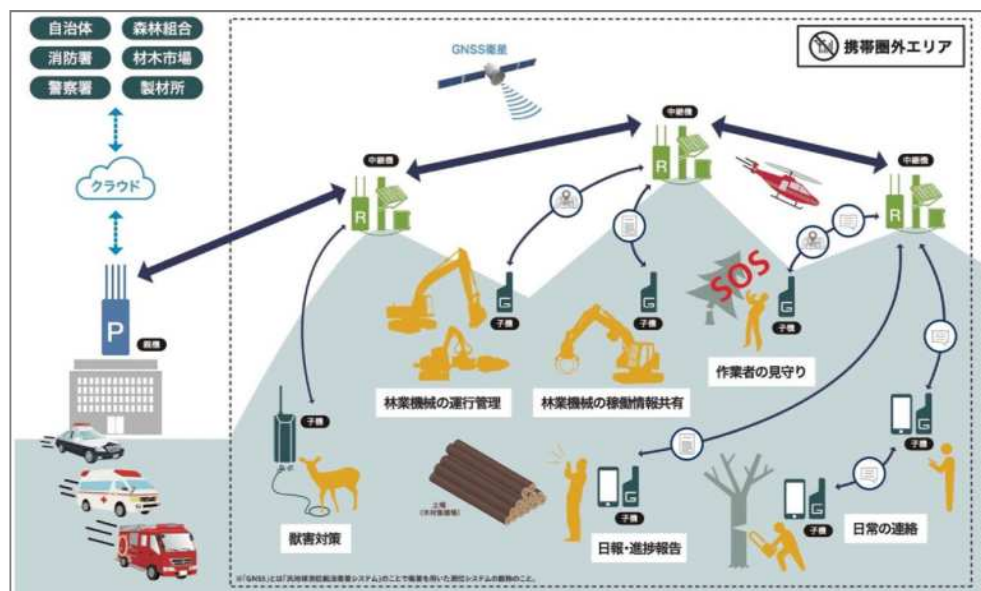 自治体
森林組合
消防署
材木市場
警察署
製材所
クラウド
P
親機
GNSS衛星
携帯圏外エリア
中継機
R
中継機
R
中継機
R
子機
G
子機
G
SOS
子機
G
林業機械の運行管理
林業機械の稼働情報共有
作業者の見守り
子機
獣害対策
土場
子機
G
日報・進捗報告
子機
G
子機
G
日常の連絡